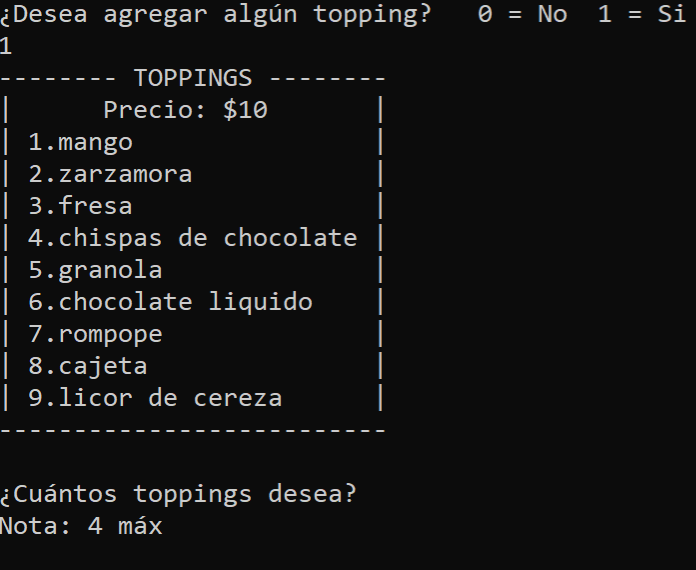 ¿Desea agregar algún topping?   0 = No  1 = Si
1
-------- TOPPINGS --------
|      Precio: $10       |
| 1.mango                |
| 2.zarzamora            |
| 3.fresa                |
| 4.chispas de chocolate |
| 5.granola              |
| 6.chocolate liquido    |
| 7.rompope              |
| 8.cajeta               |
| 9.licor de cereza      |
--------------------------
¿Cuántos toppings desea?
Nota: 4 máx